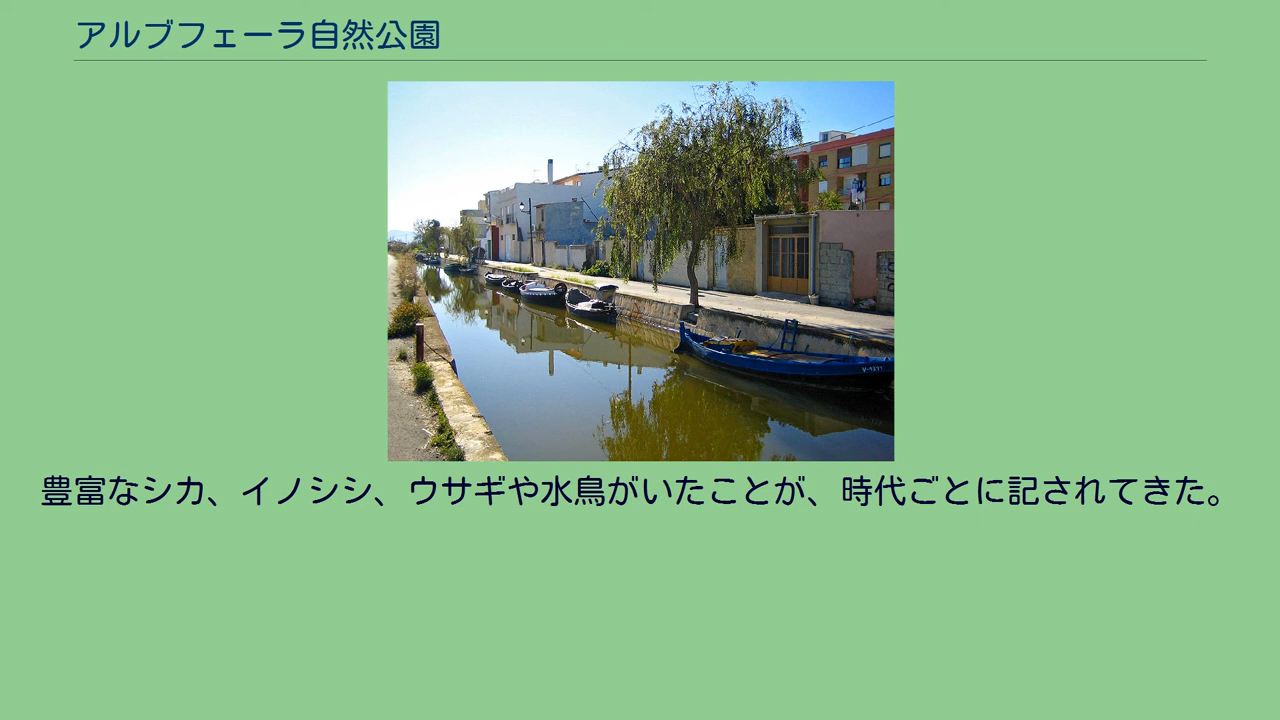 アルブフェーラ自然公園
豊富なシカ、イノシシ、ウサギや水鳥がいたことが、時代ごとに記されてきた。